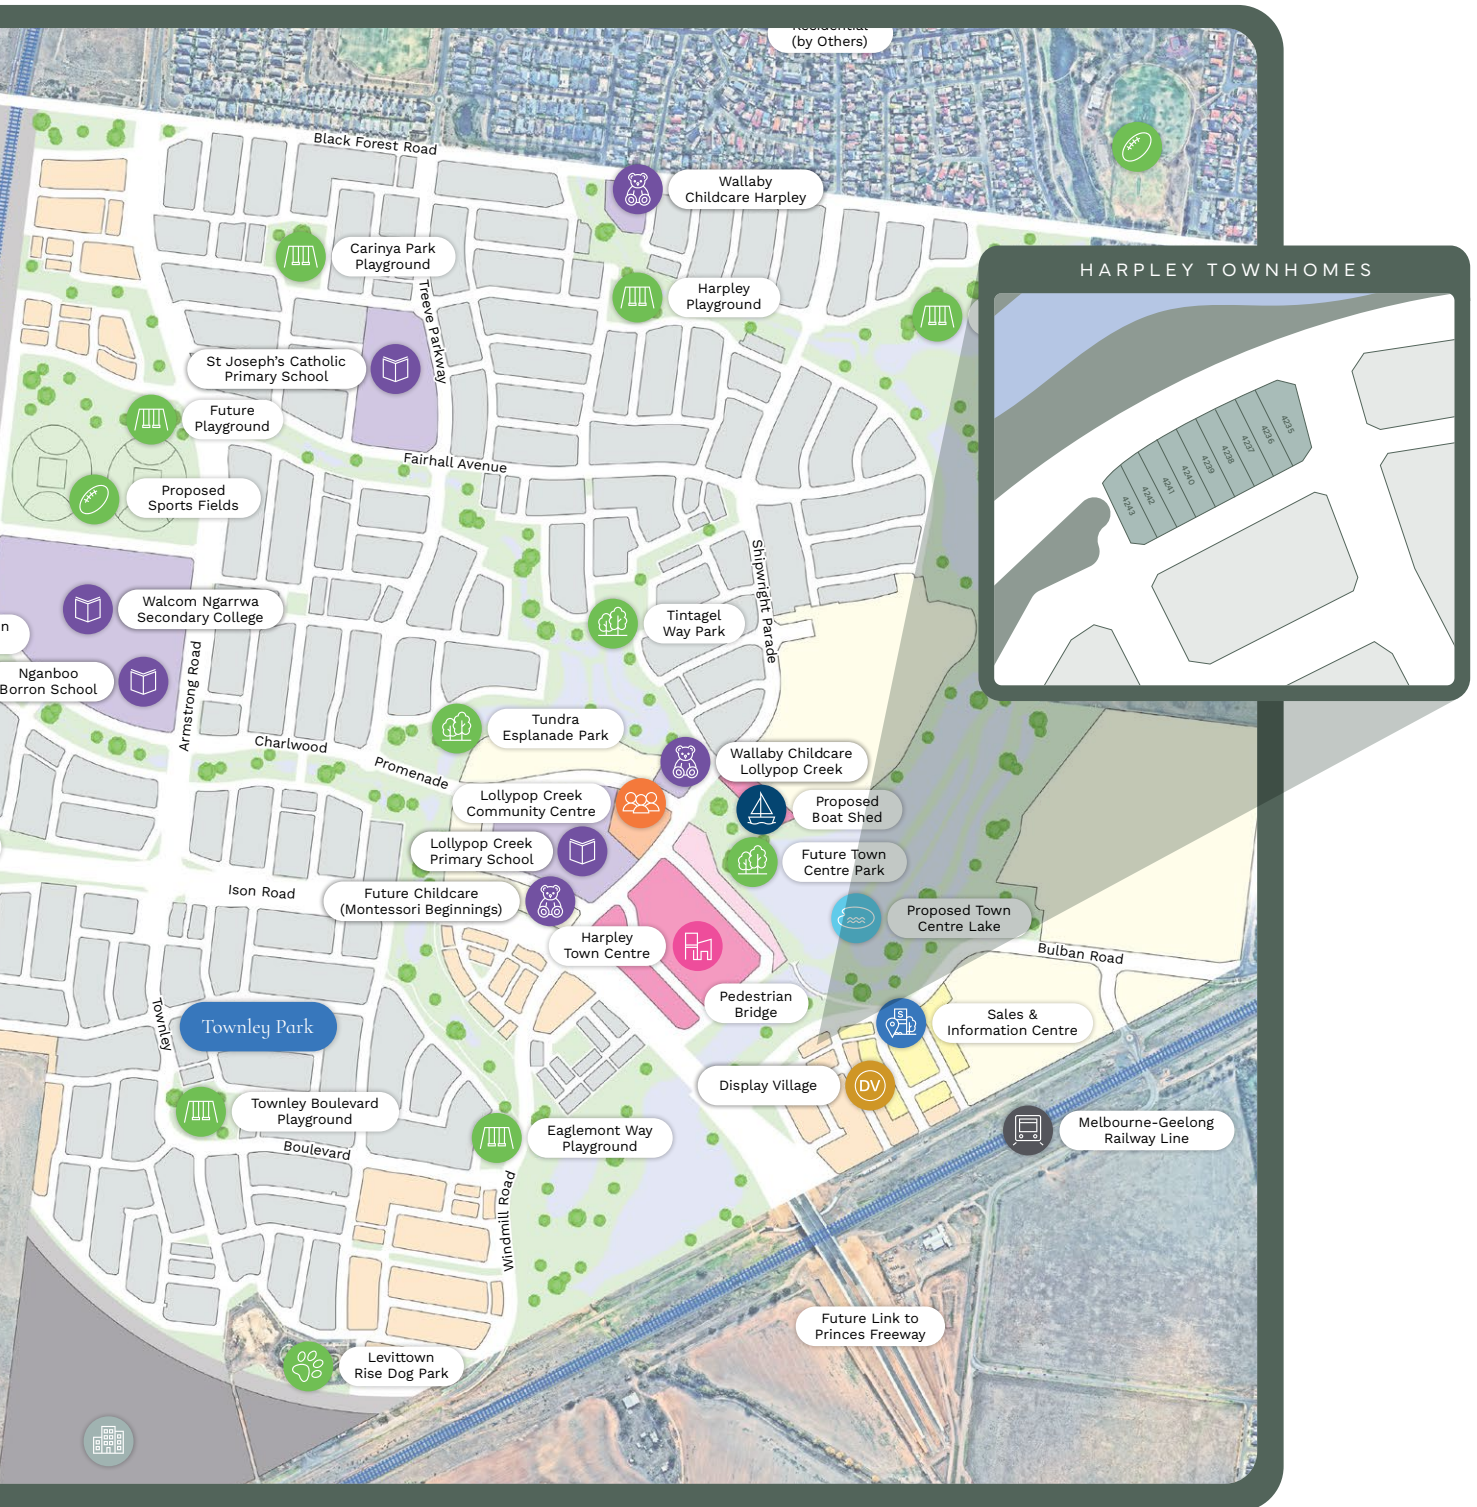 (by Others)
Black Forest Road
Wallaby
Childcare Harpley
Carinya Park
Playground
Treeve Parkway
Harpley
Playground
HARPLEY TOWNHOMES
4235
4236
4237
4238
4239
4240
4241
4242
4243
St Joseph's Catholic
Primary School
Future
Playground
Fairhall Avenue
Proposed
Sports Fields
Shipwright Parade
Walcom Ngarrwa
Secondary College
Tintagel
Way Park
n
Nganboo
Borron School
Armstrong Road
Charlwood
Promenade
Tundra
Esplanade Park
Wallaby Childcare
Lollypop Creek
Lollypop Creek
Community Centre
Proposed
Boat Shed
Lollypop Creek
Primary School
Future Town
Centre Park
Ison Road
Future Childcare
(Montessori Beginnings)
Proposed Town
Centre Lake
Harpley
Town Centre
Bulban Road
Pedestrian
Bridge
Townley
Townley Park
S
Sales &
Information Centre
Display Village
DV
Townley Boulevard
Playground
Eaglemont Way
Playground
Melbourne-Geelong
Railway Line
Boulevard
Windmill Road
Future Link to
Princes Freeway
Levittown
Rise Dog Park